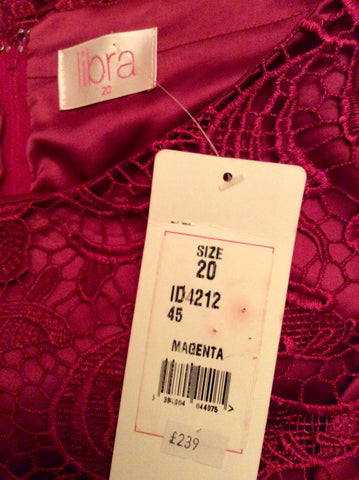 libra
20
SIZE
20
ID4212
45
MAGENTA
£239